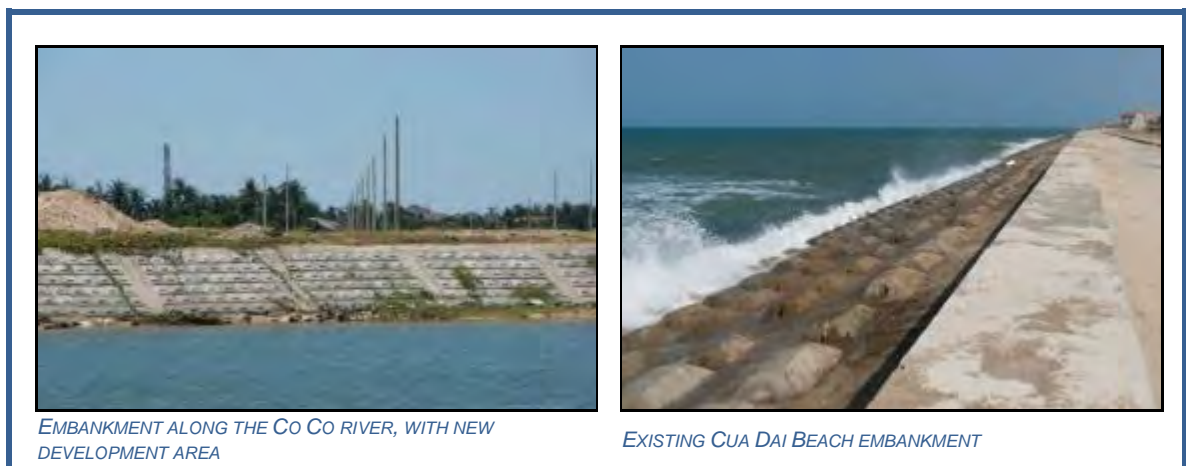 EMBANKMENT ALONG THE CO CO RIVER, WITH NEW
DEVELOPMENT AREA
EXISTING CUA DAI BEACH EMBANKMENT